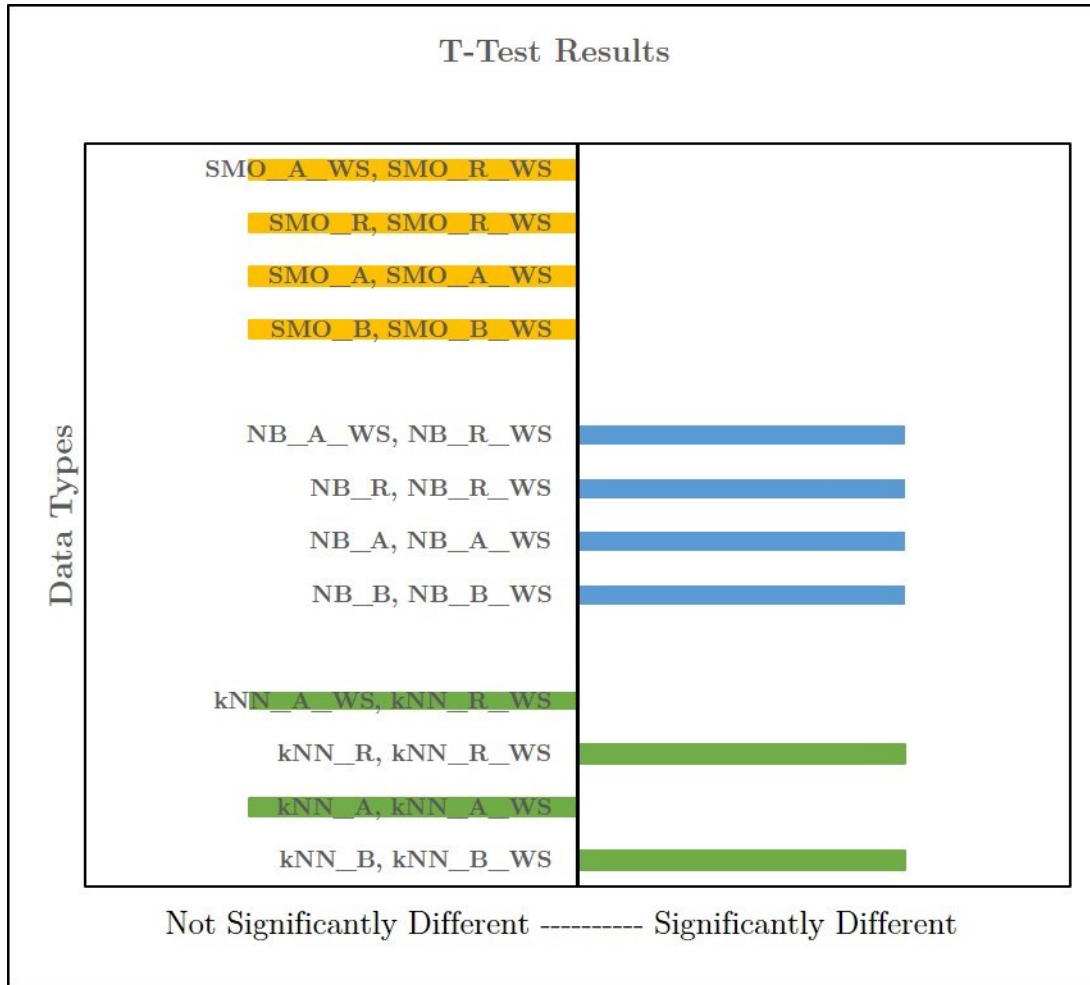 T-Test Results
SMO_A_WS, SMO_R_WS
SMO_R, SMO_R_WS
SMO_A, SMO_A_WS
SMO_B, SMO_B_WS
NB_A_WS, NB_R_WS
NB_R, NB_R_WS
NB_A, NB_A_WS
NB_B, NB_B_WS
kNN_A_WS, kNN_R_WS
kNN_R, kNN_R_WS
kNN_A, kNN_A_WS
kNN_B, kNN_B_WS
Data Types
Not Significantly Different ---------- Significantly Different